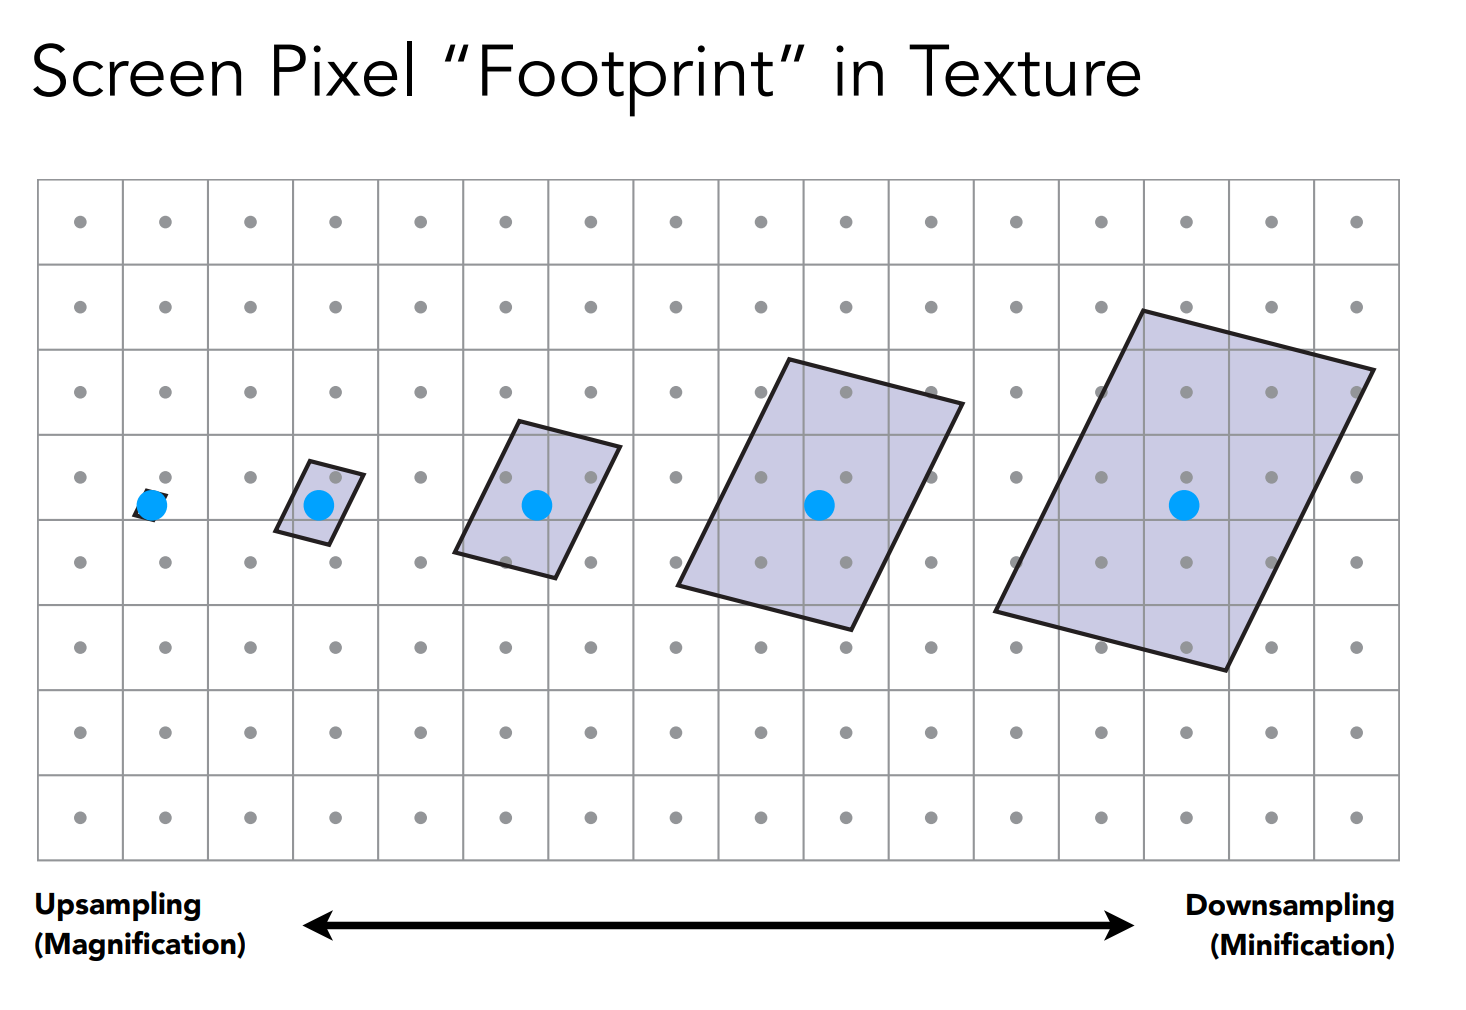 Screen Pixel “Footprint” in Texture
Upsampling
(Magnification)
Downsampling
(Minification)